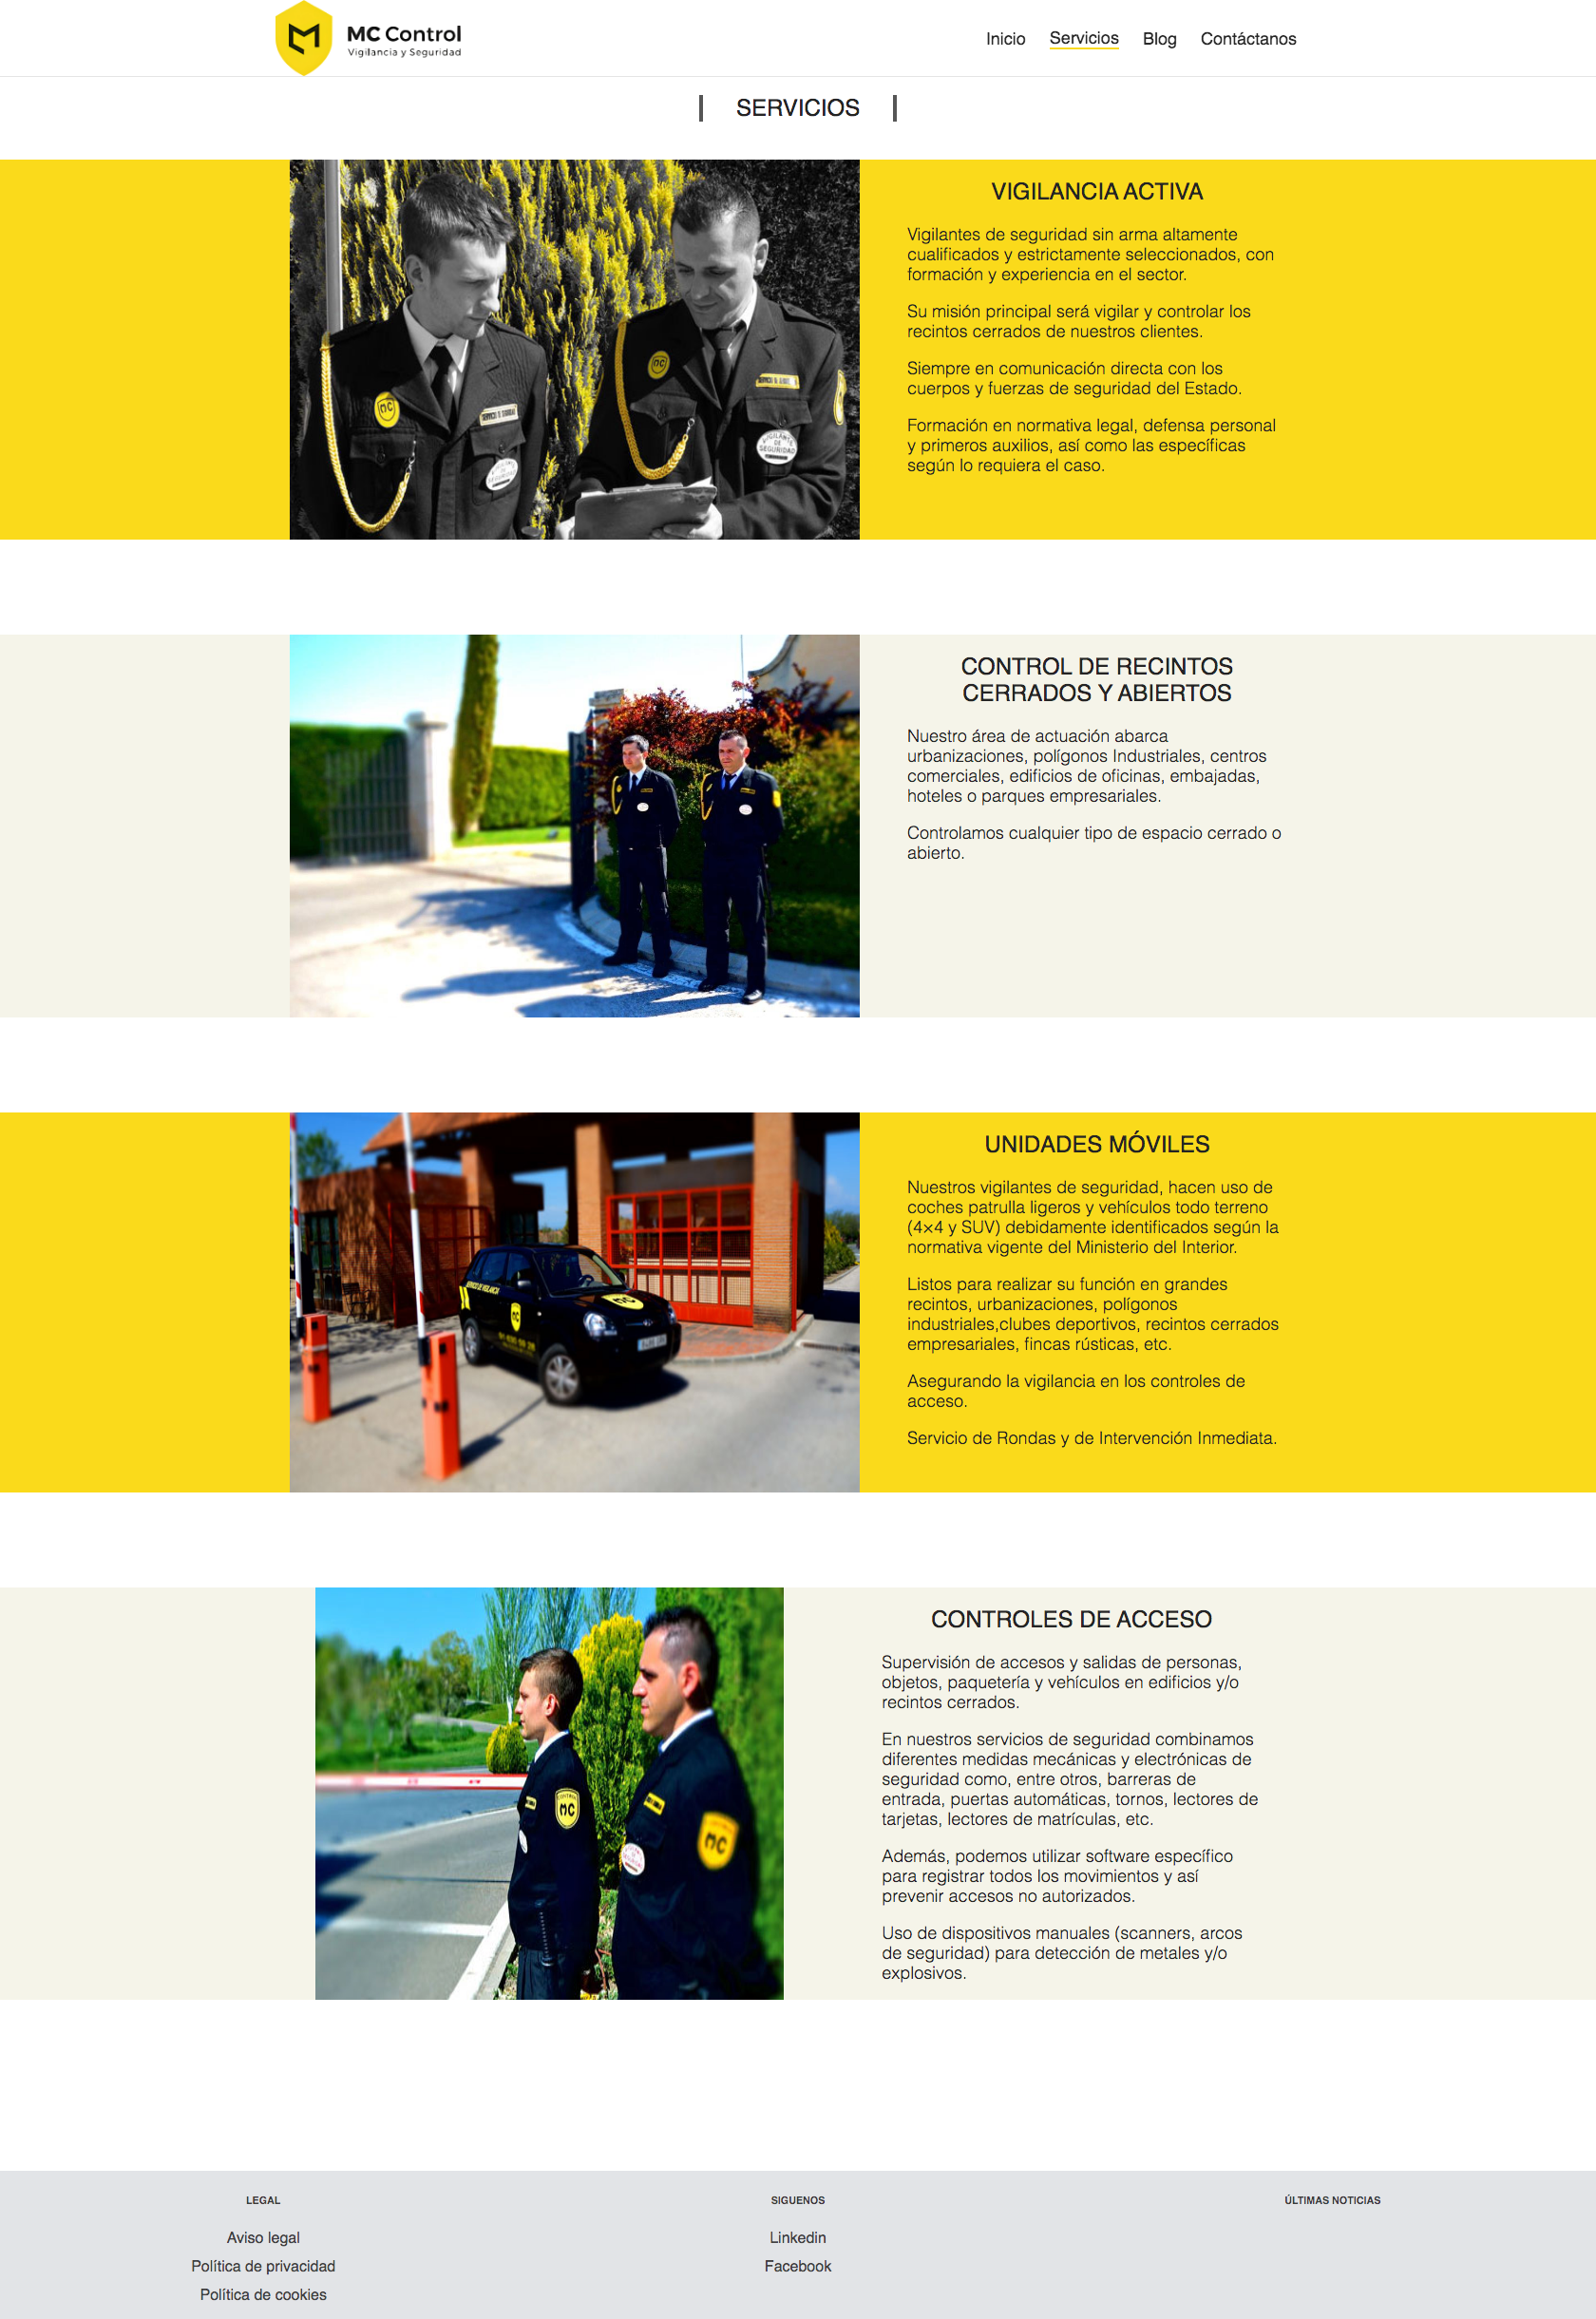 MC Control
Vigilancia y Seguridad
Inicio
Servicios
Blog
Contáctanos
SERVICIOS
MC
MC
VIGILANTE
DE
SEGURIDAD
VIGILANCIA ACTIVA
Vigilantes de seguridad sin arma altamente
cualificados y estrictamente seleccionados, con
formación y experiencia en el sector.
Su misión principal será vigilar y controlar los
recintos cerrados de nuestros clientes.
Siempre en comunicación directa con los
cuerpos y fuerzas de seguridad del Estado.
Formación en normativa legal, defensa personal
y primeros auxilios, así como las específicas
según lo requiera el caso.
CONTROL DE RECINTOS
CERRADOS Y ABIERTOS
Nuestro área de actuación abarca
urbanizaciones, polígonos Industriales, centros
comerciales, edificios de oficinas, embajadas,
hoteles o parques empresariales.
Controlamos cualquier tipo de espacio cerrado o
abierto.
SERVICIO DE VIGILANCIA
MC
UNIDADES MÓVILES
Nuestros vigilantes de seguridad, hacen uso de
coches patrulla ligeros y vehículos todo terreno
(4×4 y SUV) debidamente identificados según la
normativa vigente del Ministerio del Interior.
Listos para realizar su función en grandes
recintos, urbanizaciones, polígonos
industriales,clubes deportivos, recintos cerrados
empresariales, fincas rústicas, etc.
Asegurando la vigilancia en los controles de
acceso.
Servicio de Rondas y de Intervención Inmediata.
CONTROL
MC
MC
CONTROLES DE ACCESO
Supervisión de accesos y salidas de personas,
objetos, paquetería y vehículos en edificios y/o
recintos cerrados.
En nuestros servicios de seguridad combinamos
diferentes medidas mecánicas y electrónicas de
seguridad como, entre otros, barreras de
entrada, puertas automáticas, tornos, lectores de
tarjetas, lectores de matrículas, etc.
Además, podemos utilizar software específico
para registrar todos los movimientos y así
prevenir accesos no autorizados.
Uso de dispositivos manuales (scanners, arcos
de seguridad) para detección de metales y/o
explosivos.
LEGAL
Aviso legal
Política de privacidad
Política de cookies
SIGUENOS
Linkedin
Facebook
ÚLTIMAS NOTICIAS